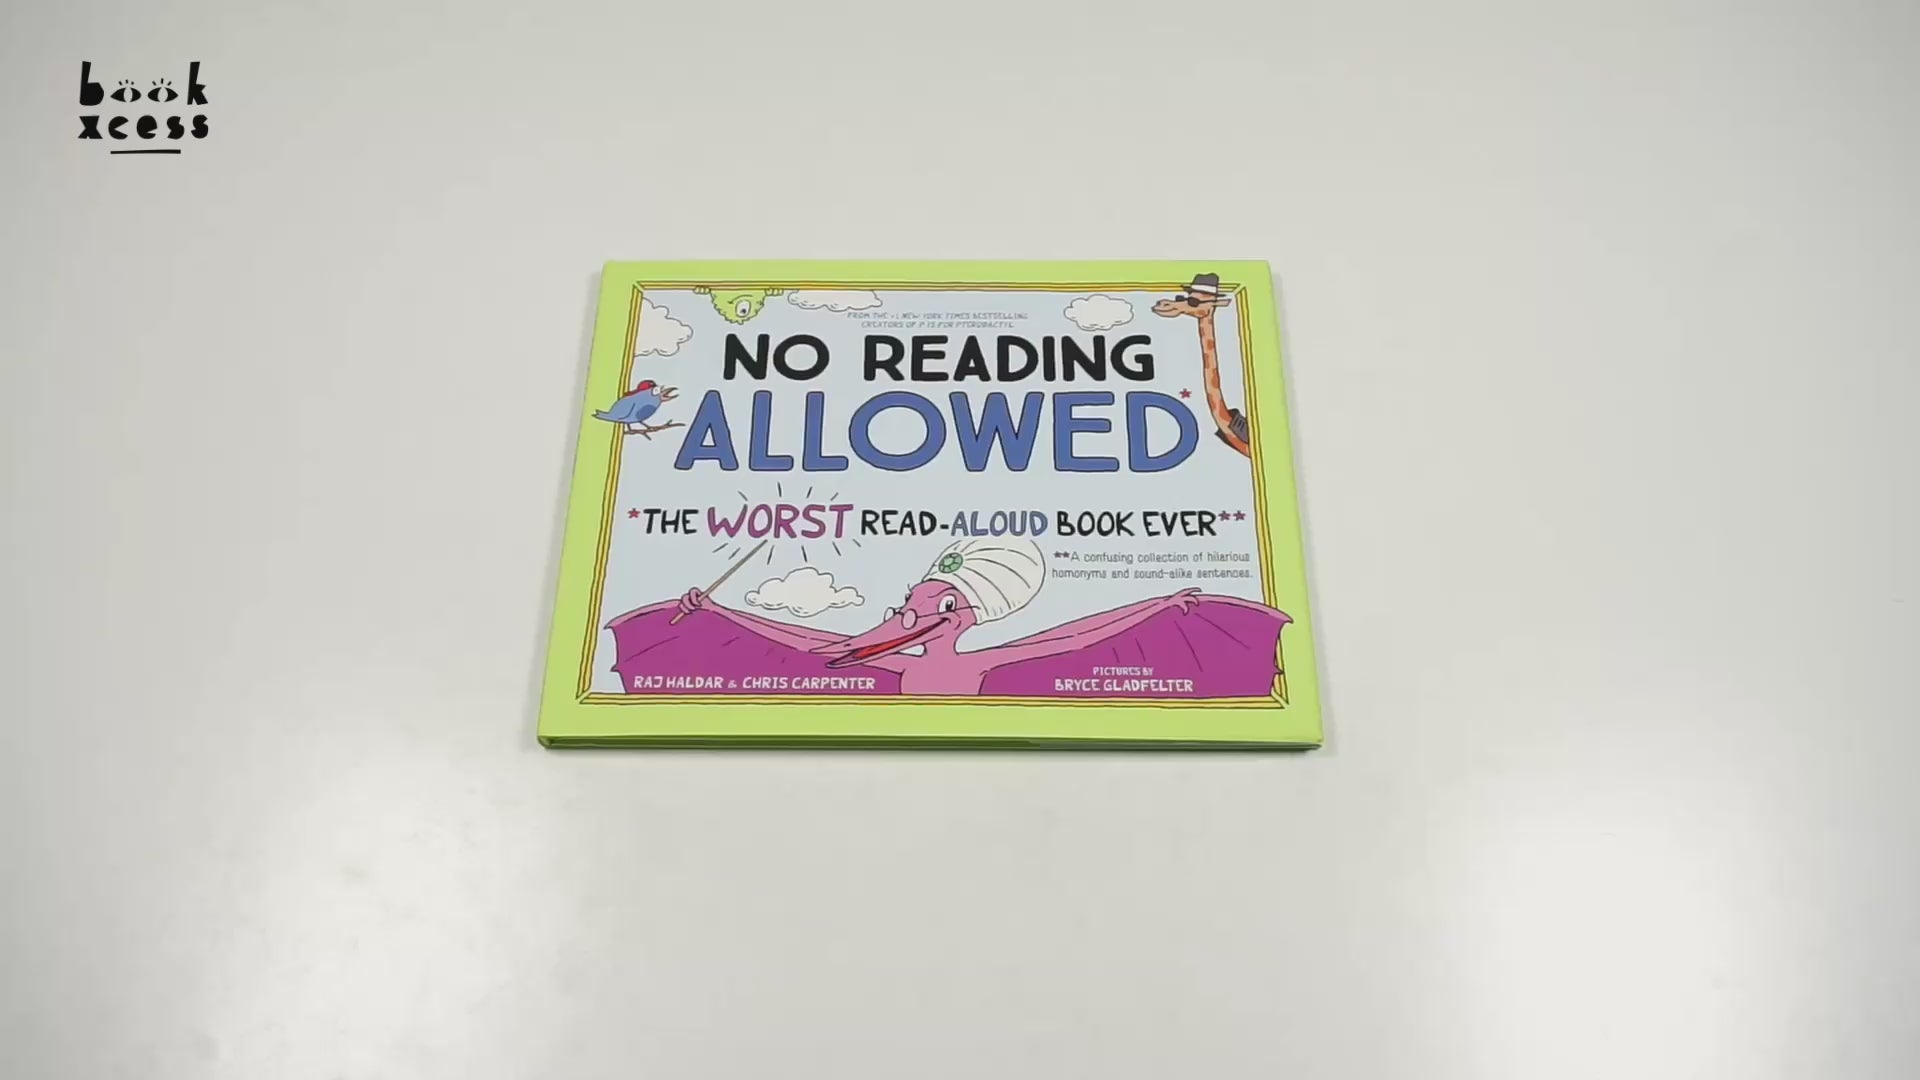 book
xcess
FROM THE #1 NEW YORK TIMES BESTSELLING
CREATORS OF P IS FOR PTERODACTYL
NO READING
ALLOWED*
*THE WORST READ-ALOUD BOOK EVER**
**A confusing collection of hilarious
homonyms and sound-alike sentences.
RAJ HALDAR & CHRIS CARPENTER
PICTURES BY
BRYCE GLADFELTER